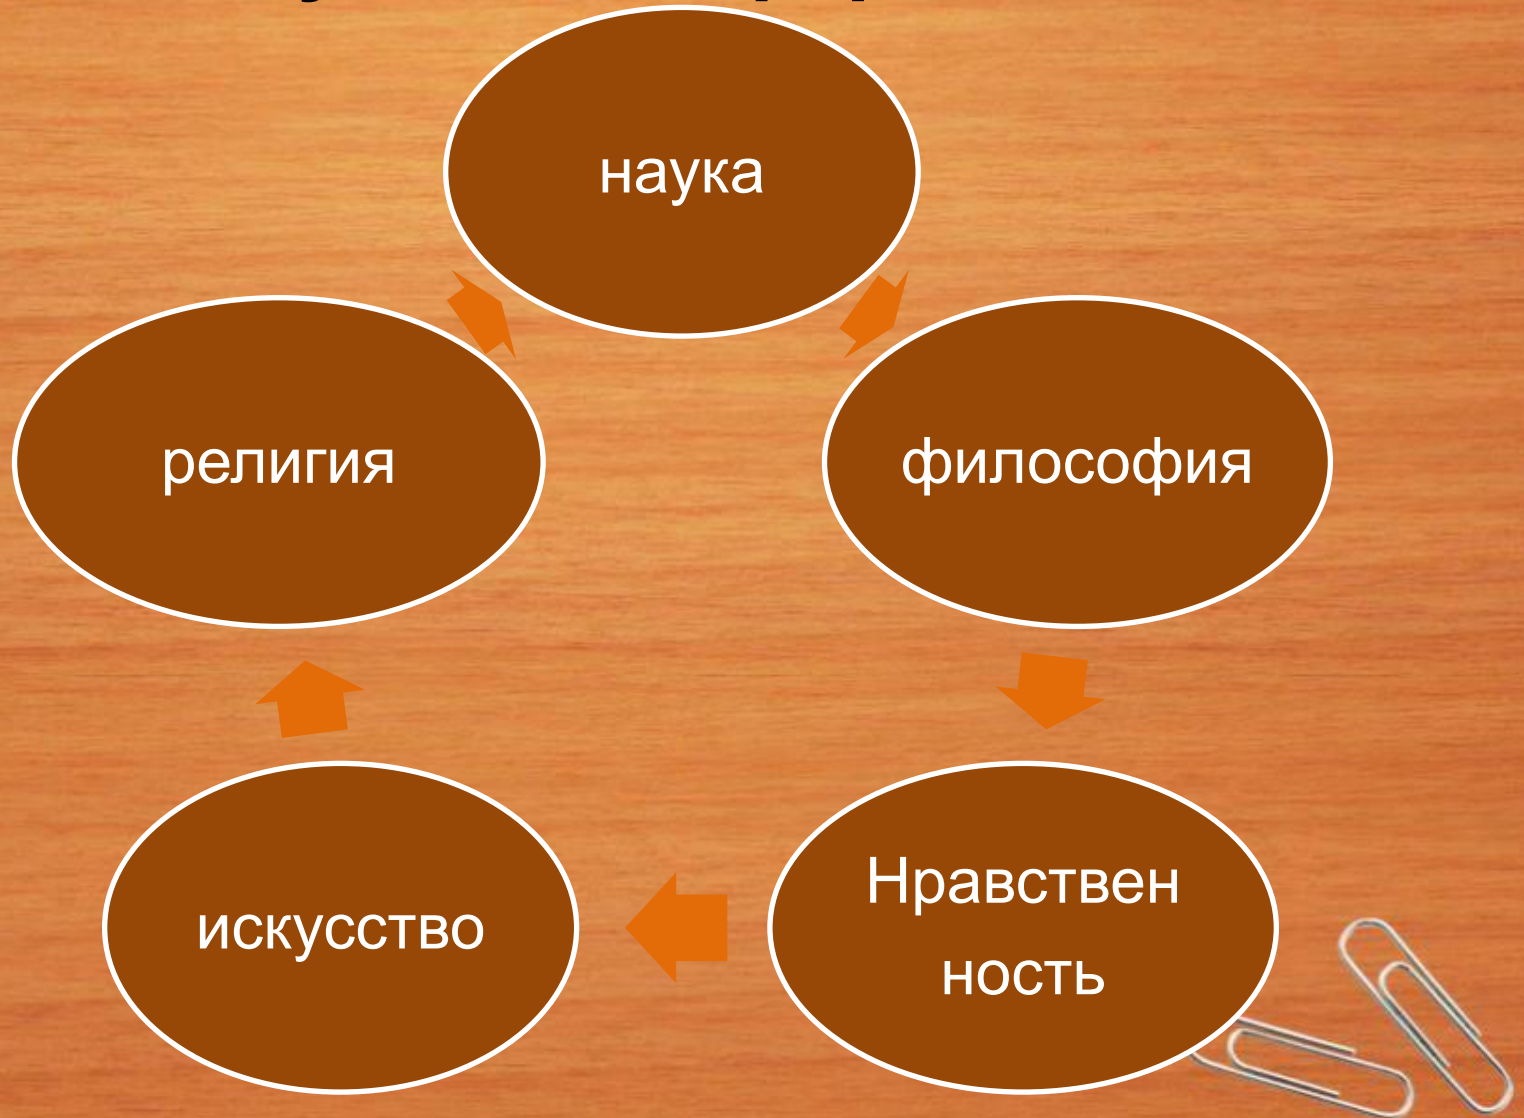 наука
религия
философия
искусство
Нравствен
ность